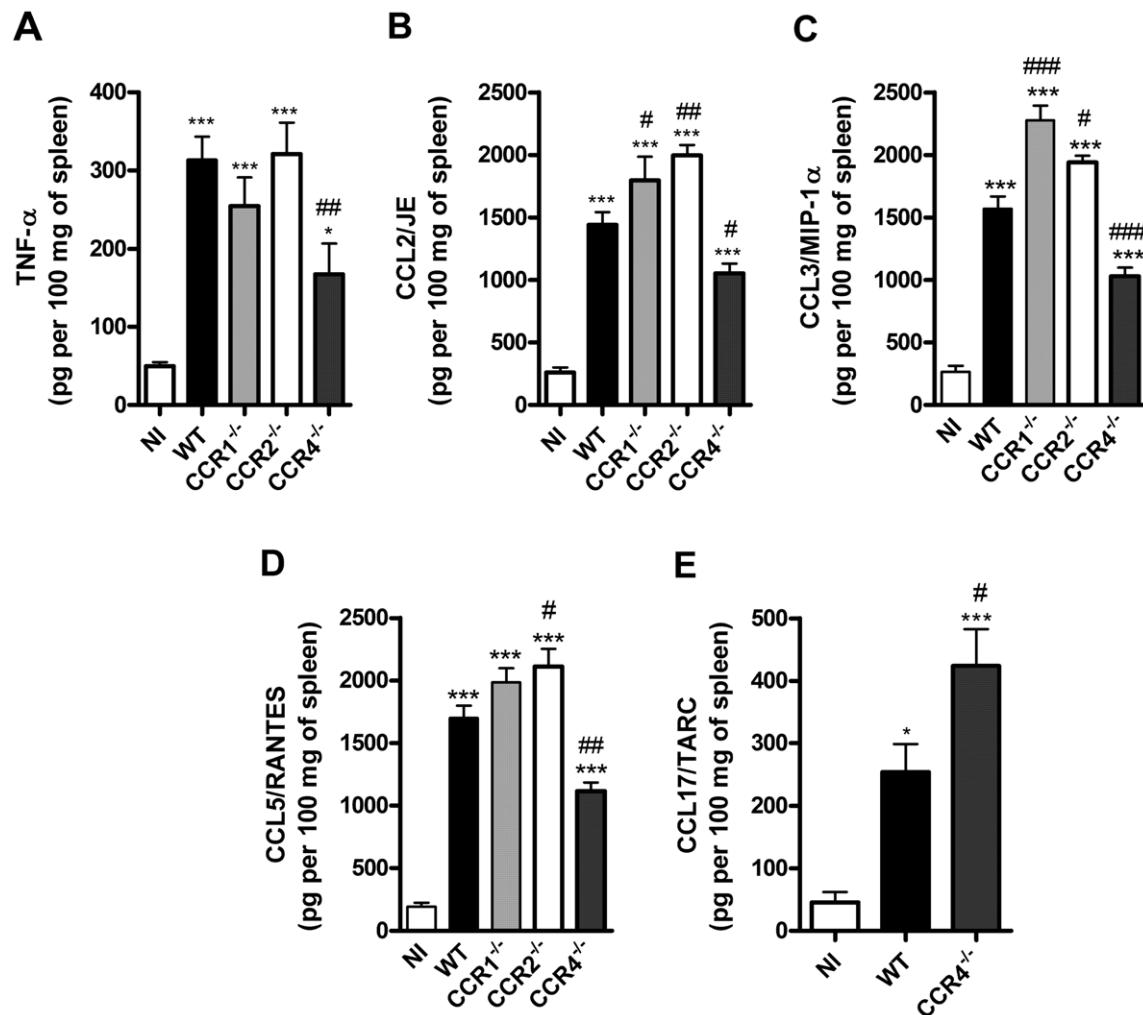 A
TNF-α
(pg per 100 mg of spleen)
400
300
200
100
0
***
***
***
##
*
NI
WT
CCR1-/-
CCR2-/-
CCR4-/-
B
CCL2/JE
(pg per 100 mg of spleen)
2500
2000
1500
1000
500
0
***
#
***
##
***
#
***
NI
WT
CCR1-/-
CCR2-/-
CCR4-/-
C
CCL3/MIP-1α
(pg per 100 mg of spleen)
2500
2000
1500
1000
500
0
***
###
***
#
***
###
***
NI
WT
CCR1-/-
CCR2-/-
CCR4-/-
D
CCL5/RANTES
(pg per 100 mg of spleen)
2500
2000
1500
1000
500
0
***
***
#
***
##
***
NI
WT
CCR1-/-
CCR2-/-
CCR4-/-
E
CCL17/TARC
(pg per 100 mg of spleen)
500
400
300
200
100
0
*
#
***
NI
WT
CCR4-/-